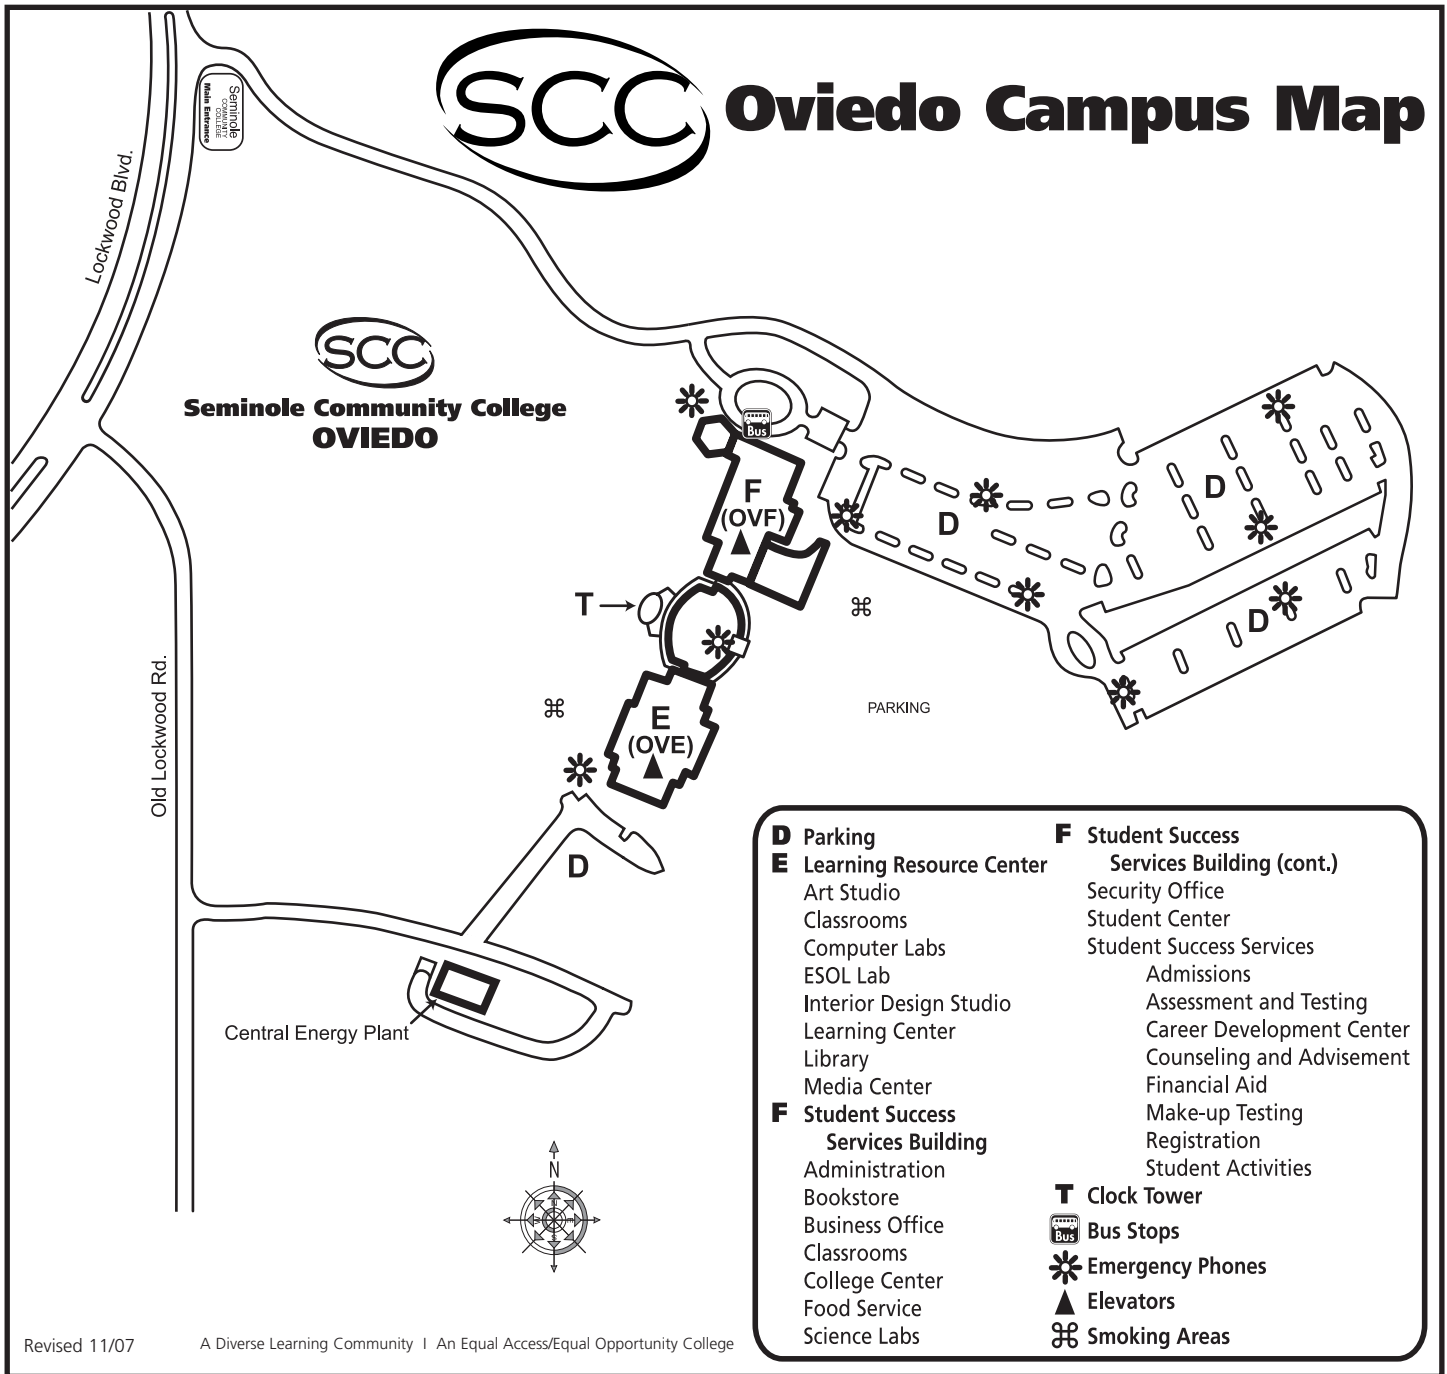 SCC Oviedo Campus Map
Seminole
COMMUNITY
COLLEGE
Main Entrance
Lockwood Blvd.
SCC
Seminole Community College
OVIEDO
Bus
F
(OVF)
D
D
D
T
E
(OVE)
PARKING
Old Lockwood Rd.
D
Central Energy Plant
N
D Parking
E Learning Resource Center
Art Studio
Classrooms
Computer Labs
ESOL Lab
Interior Design Studio
Learning Center
Library
Media Center
F Student Success
Services Building
Administration
Bookstore
Business Office
Classrooms
College Center
Food Service
Science Labs
F Student Success
Services Building (cont.)
Security Office
Student Center
Student Success Services
Admissions
Assessment and Testing
Career Development Center
Counseling and Advisement
Financial Aid
Make-up Testing
Registration
Student Activities
T Clock Tower
Bus Bus Stops
Emergency Phones
Elevators
Smoking Areas
Revised 11/07
A Diverse Learning Community | An Equal Access/Equal Opportunity College